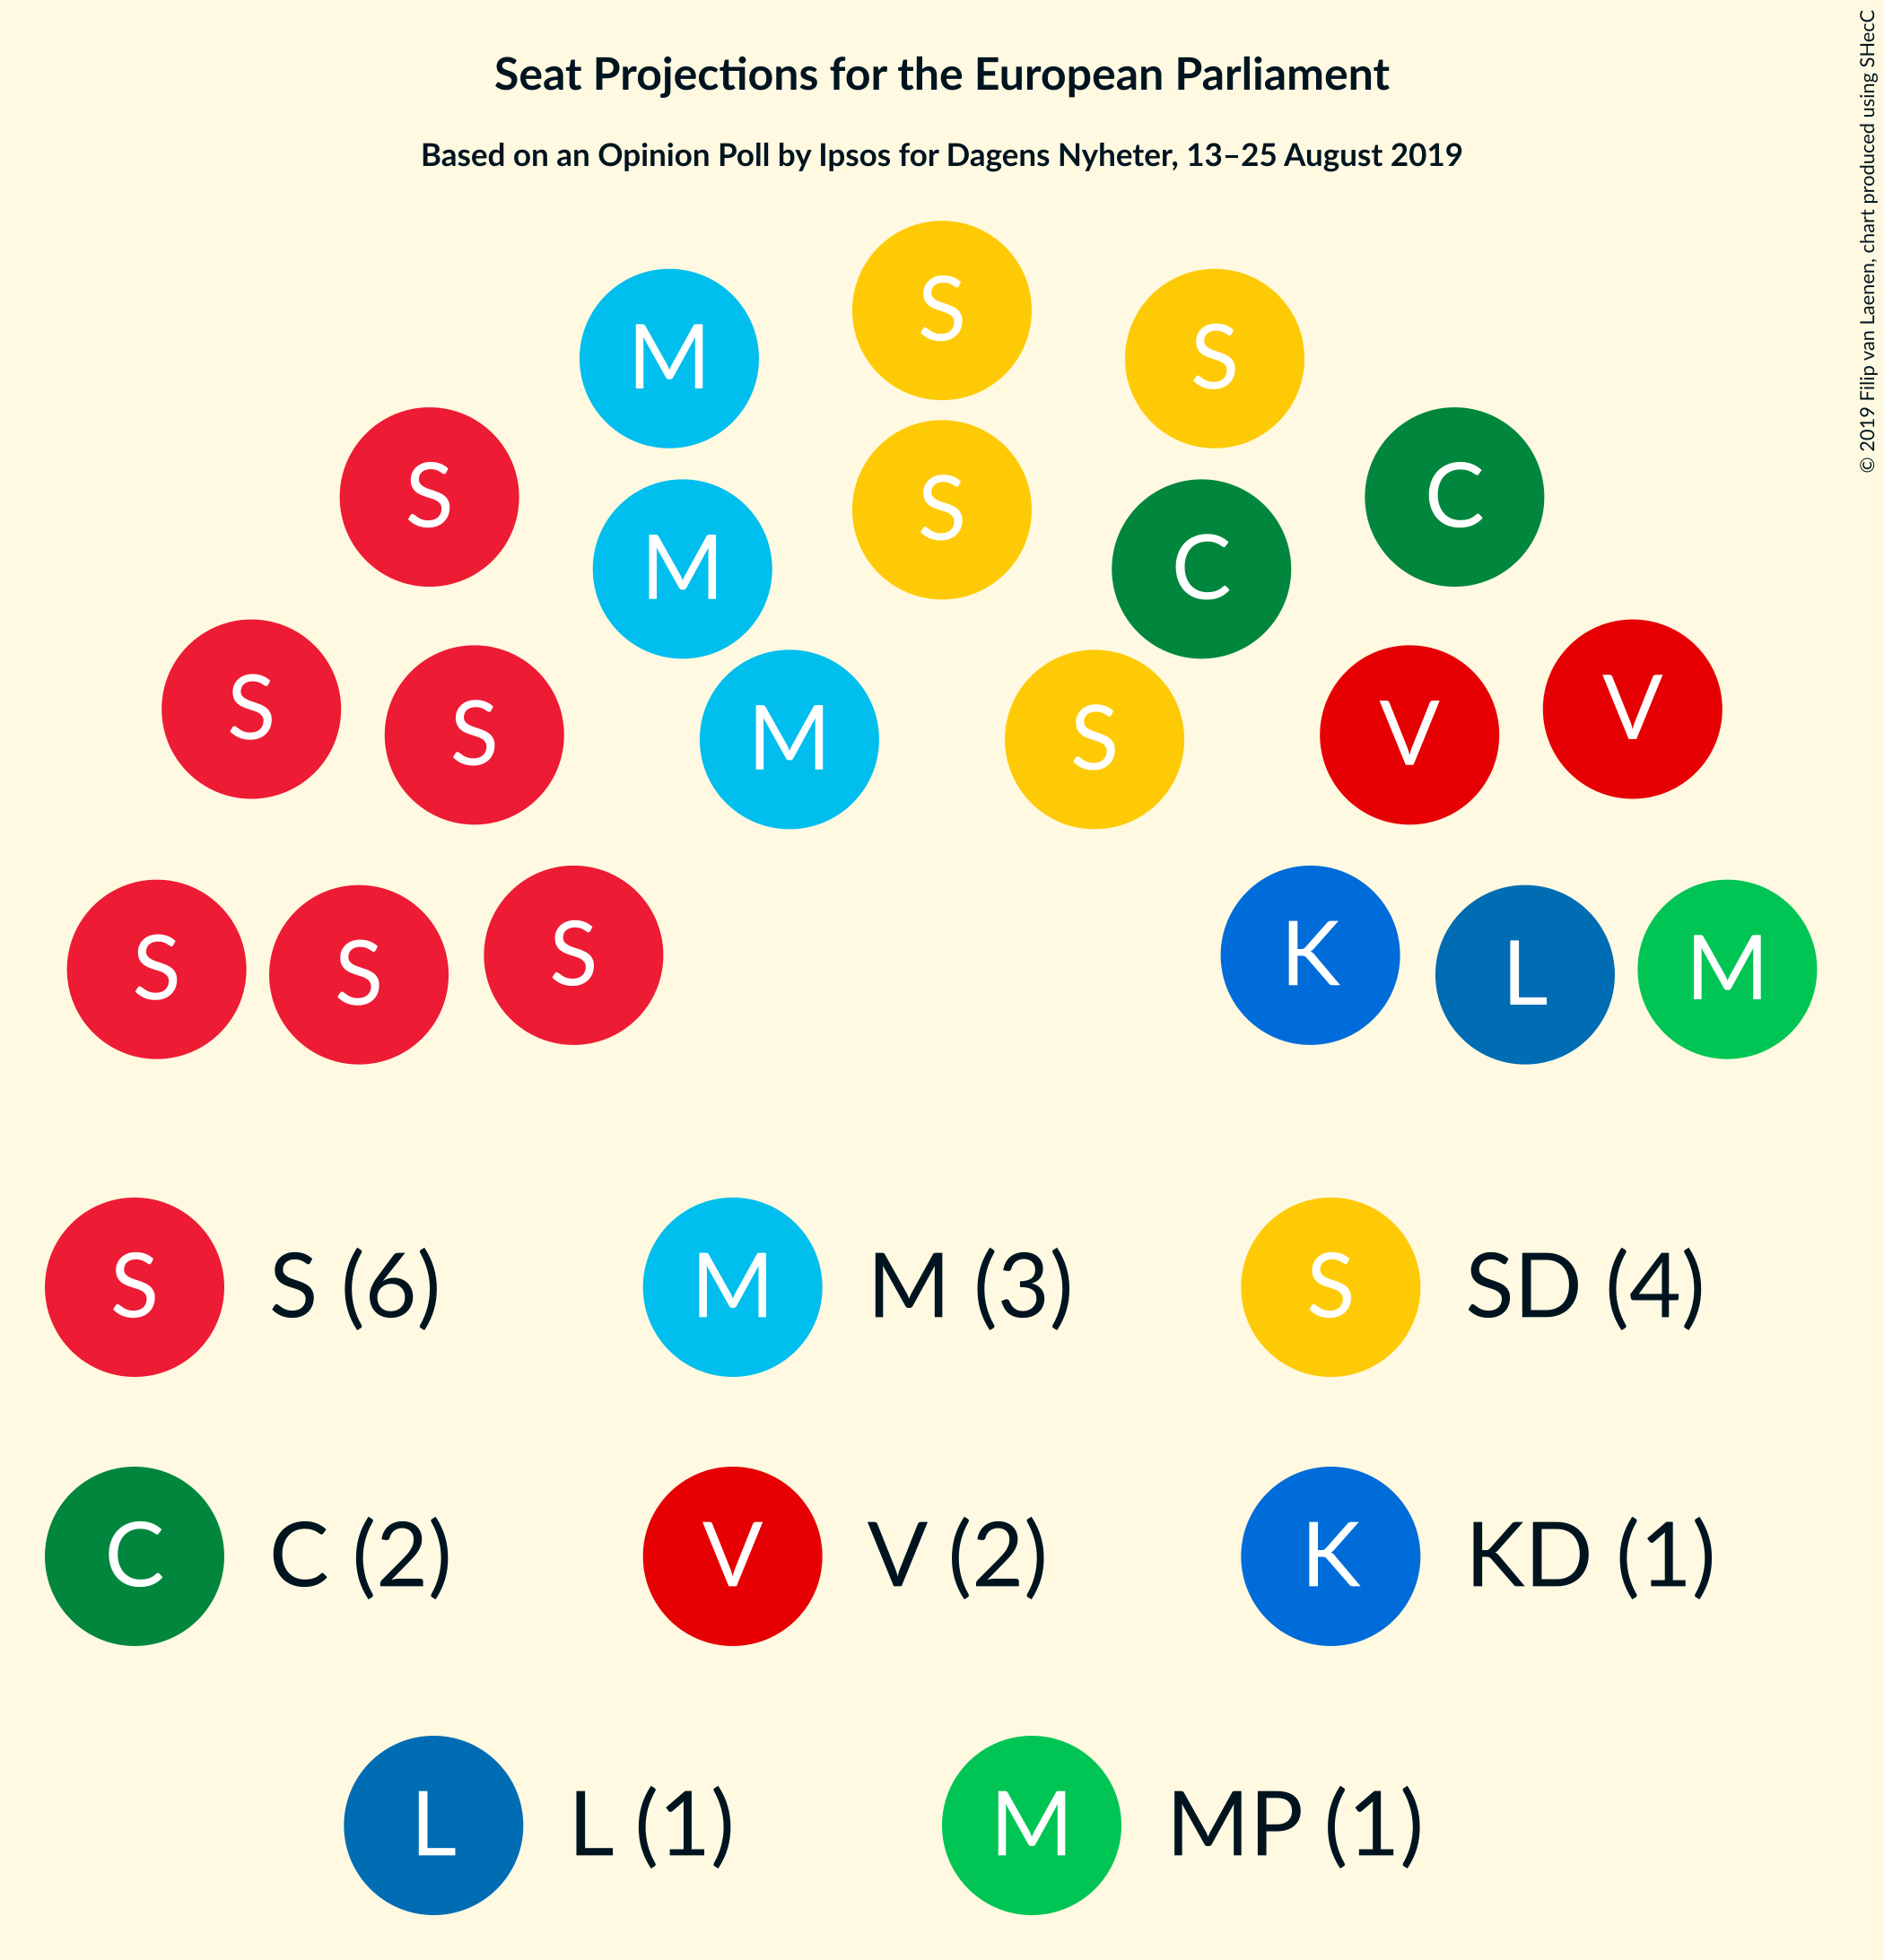 Seat Projections for the European Parliament
Based on an Opinion Poll by Ipsos for Dagens Nyheter, 13–25 August 2019
© 2019 Filip van Laenen, chart produced using SHecC
S
M S
S C
S
M C
S V
S V
M S
S K
S M
S L
S S (6) M M (3) S SD (4)
C C (2) V V (2) K KD (1)
L L (1) M MP (1)